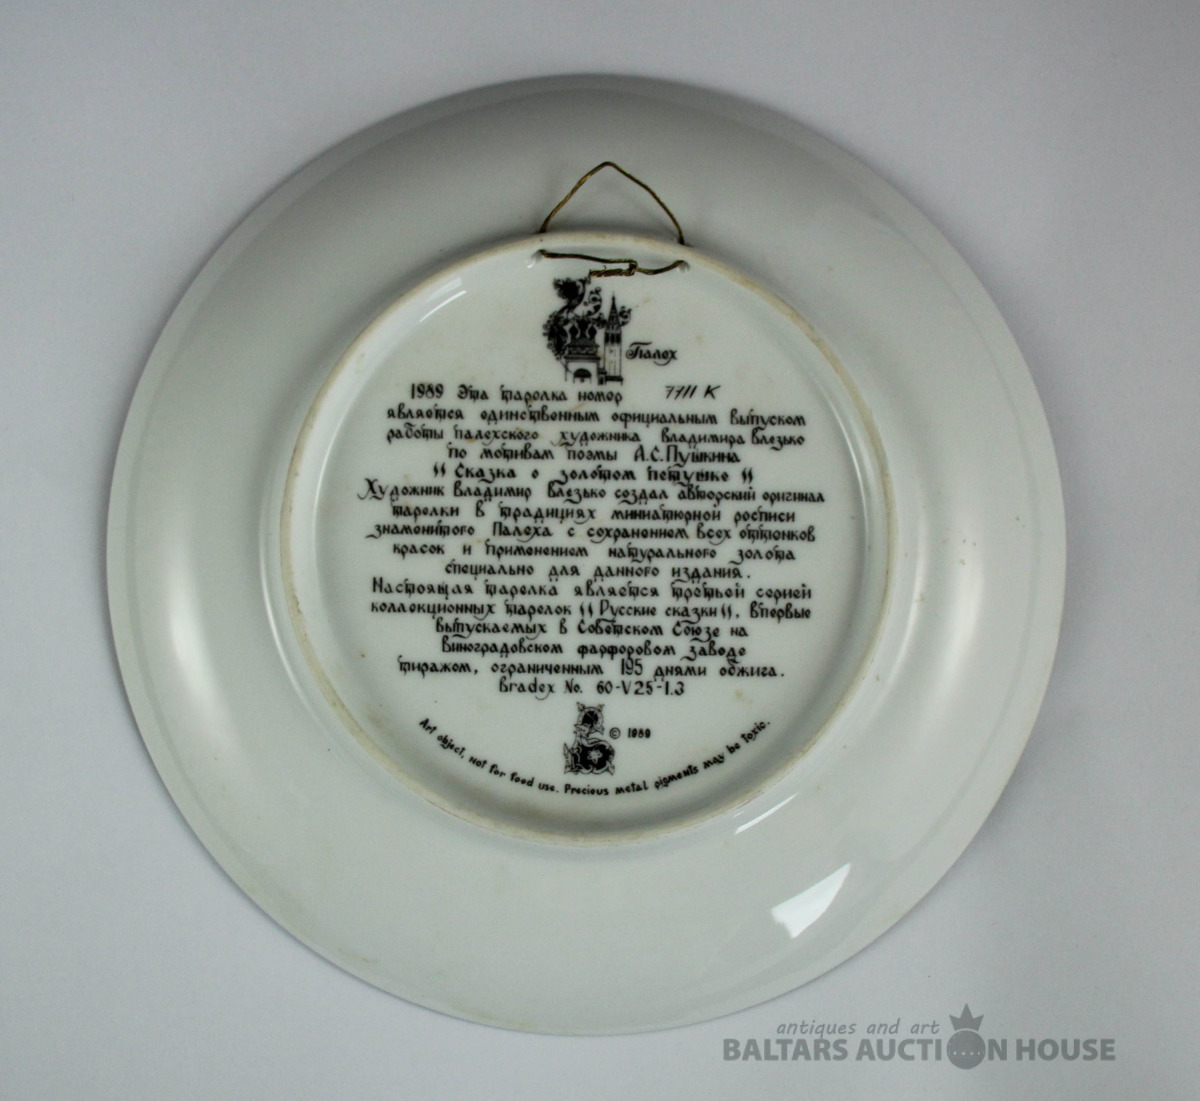 Палех
1989 Эта тарелка номер 7711 К
является единственным официальным выпуском
работы палехского художника Владимира Влезько
по мотивам поэмы А.С.Пушкина
"Сказка о золотом петушке"
Художник Владимир Влезько создал авторский оригинал
тарелки в традициях миниатюрной росписи
знаменитого Палеха с сохранением всех оттенков
красок и применением натурального золота
специально для данного издания.
Настоящая тарелка является третьей серией
коллекционных тарелок "Русские сказки", впервые
выпускаемых в Советском Союзе на
Виноградовском фарфоровом заводе
тиражом, ограниченным 195 днями обжига.
Bradex No. 60-V25-1.3
© 1989
Art object, not for food use. Precious metal pigments may be toxic.
antiques and art
BALTARS AUCTION HOUSE